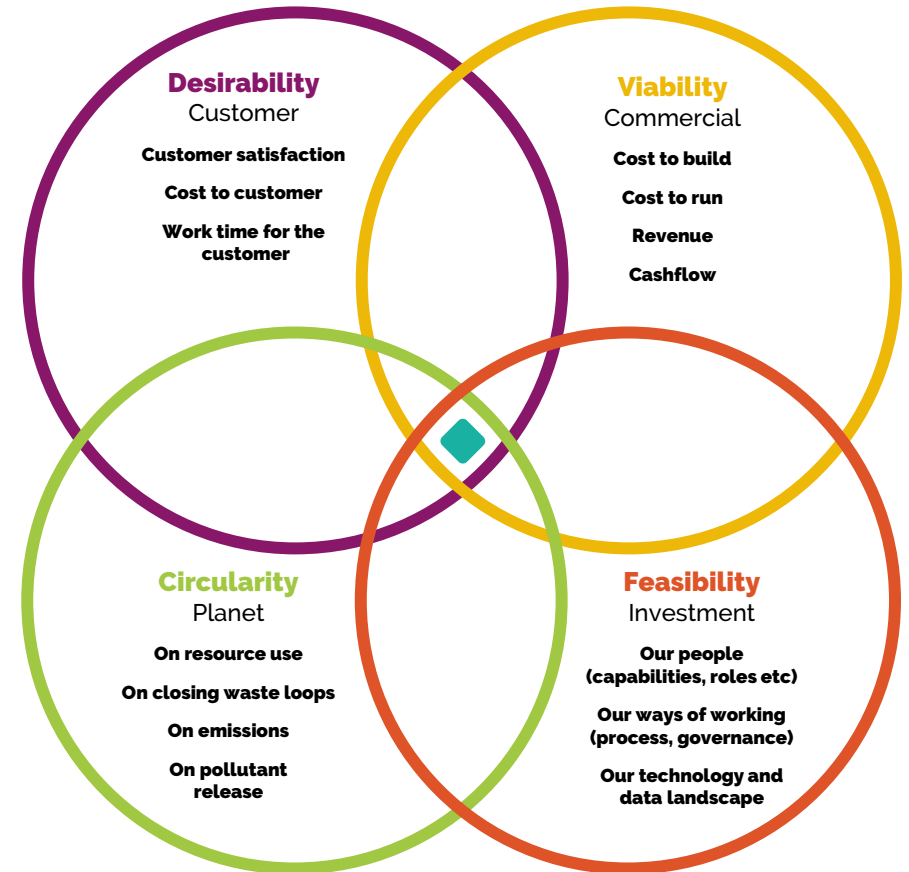 Desirability
Customer
Customer satisfaction
Cost to customer
Work time for the
customer
Viability
Commercial
Cost to build
Cost to run
Revenue
Cashflow
Circularity
Planet
On resource use
On closing waste loops
On emissions
On pollutant
release
Feasibility
Investment
Our people
(capabilities, roles etc)
Our ways of working
(process, governance)
Our technology and
data landscape